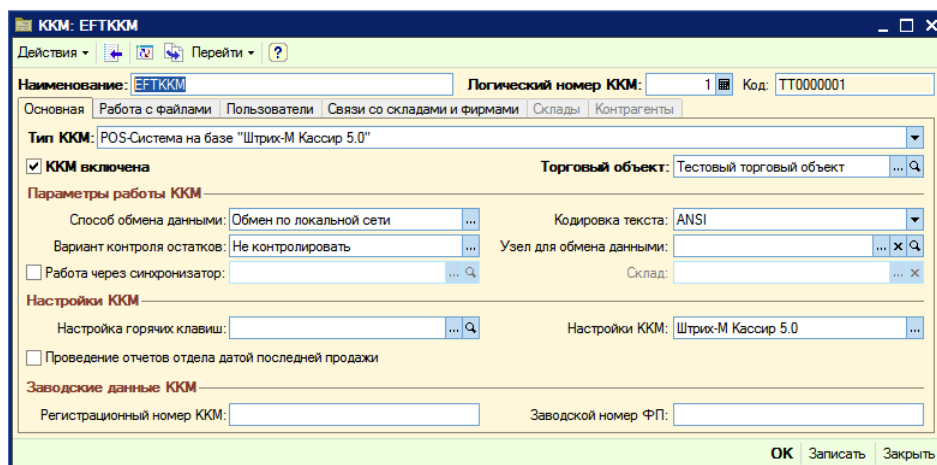 ККМ: EFTKKM
Действия Перейти ?
Наименование: EFTKKM Логический номер ККМ: 1 Код: ТТ0000001
Основная Работа с файлами Пользователи Связи со складами и фирмами Склады Контрагенты
Тип ККМ: POS-Система на базе "Штрих-М Кассир 5.0"
ККМ включена Торговый объект: Тестовый торговый объект ...
Параметры работы ККМ
Способ обмена данными: Обмен по локальной сети ... Кодировка текста: ANSI
Вариант контроля остатков: Не контролировать ... Узел для обмена данными: ... x
Работа через синхронизатор: ... Склад: ... x
Настройки ККМ
Настройка горячих клавиш: ... Настройки ККМ: Штрих-М Кассир 5.0 ...
Проведение отчетов отдела датой последней продажи
Заводские данные ККМ
Регистрационный номер ККМ: Заводской номер ФП:
OK Записать Закрыть